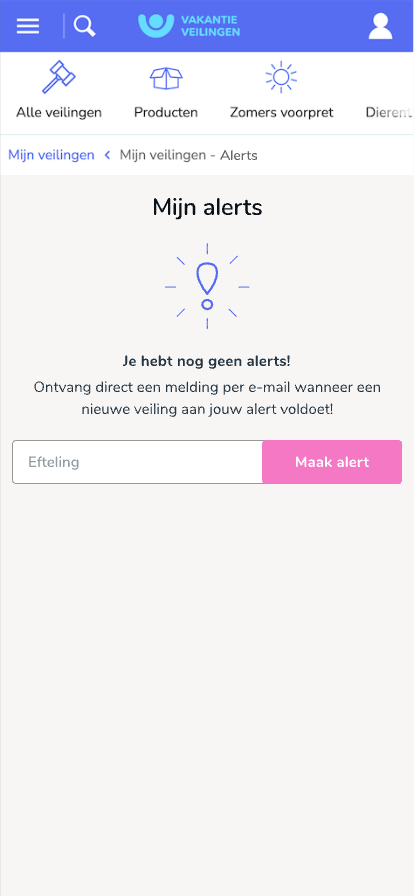 VAKANTIE
VEILINGEN
Alle veilingen
Producten
Zomers voorpret
Dierent
Mijn veilingen < Mijn veilingen - Alerts
Mijn alerts
Je hebt nog geen alerts!
Ontvang direct een melding per e-mail wanneer een
nieuwe veiling aan jouw alert voldoet!
Efteling
Maak alert